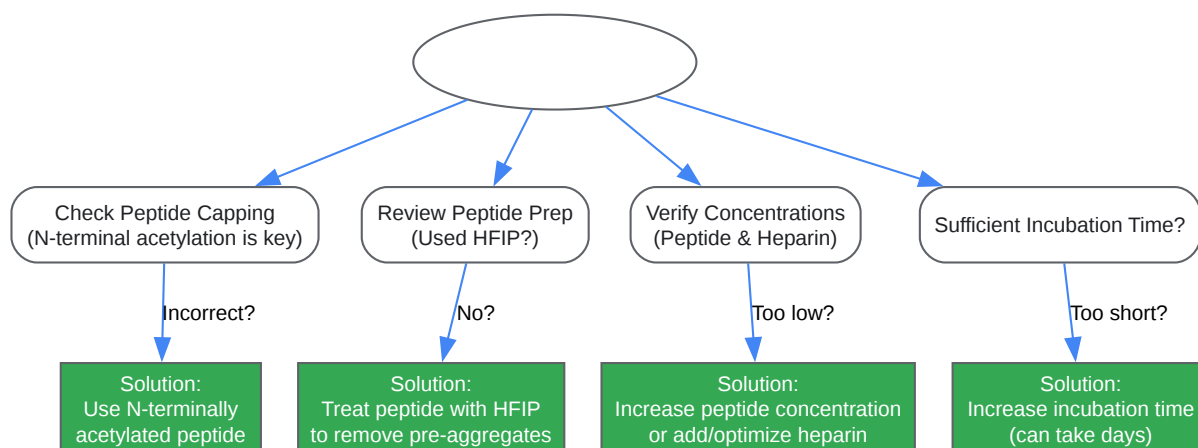 Check Peptide Capping
(N-terminal acetylation is key)
Review Peptide Prep
(Used HFIP?)
Verify Concentrations
(Peptide & Heparin)
Sufficient Incubation Time?
Incorrect?
No?
Too low?
Too short?
Solution:
Use N-terminally
acetylated peptide
Solution:
Treat peptide with HFIP
to remove pre-aggregates
Solution:
Increase peptide concentration
or add/optimize heparin
Solution:
Increase incubation time
(can take days)